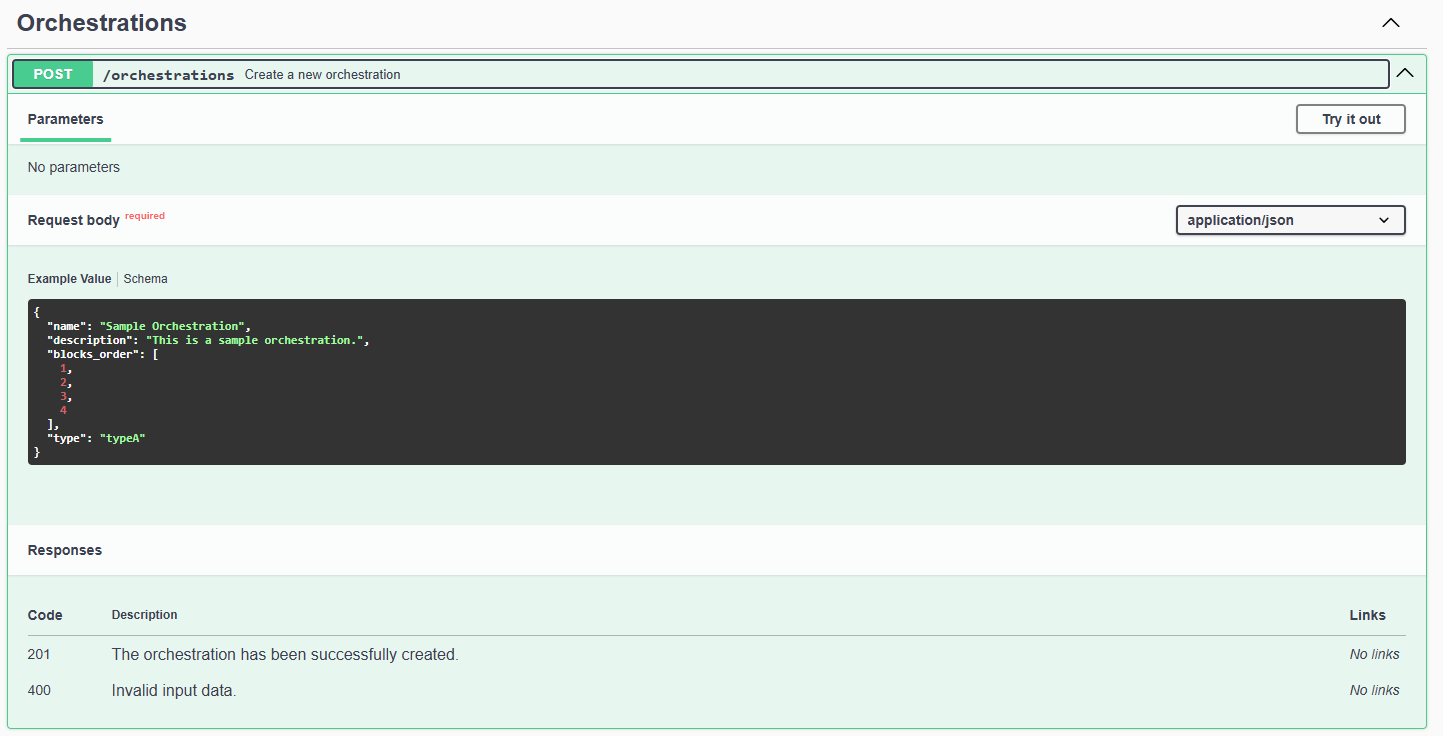 Orchestrations
POST /orchestrations Create a new orchestration
Parameters Try it out
No parameters
Request body required application/json
Example Value Schema
{
  "name": "Sample Orchestration",
  "description": "This is a sample orchestration.",
  "blocks_order": [
    1,
    2,
    3,
    4
  ],
  "type": "typeA"
}
Responses
Code Description Links
201 The orchestration has been successfully created. No links
400 Invalid input data. No links